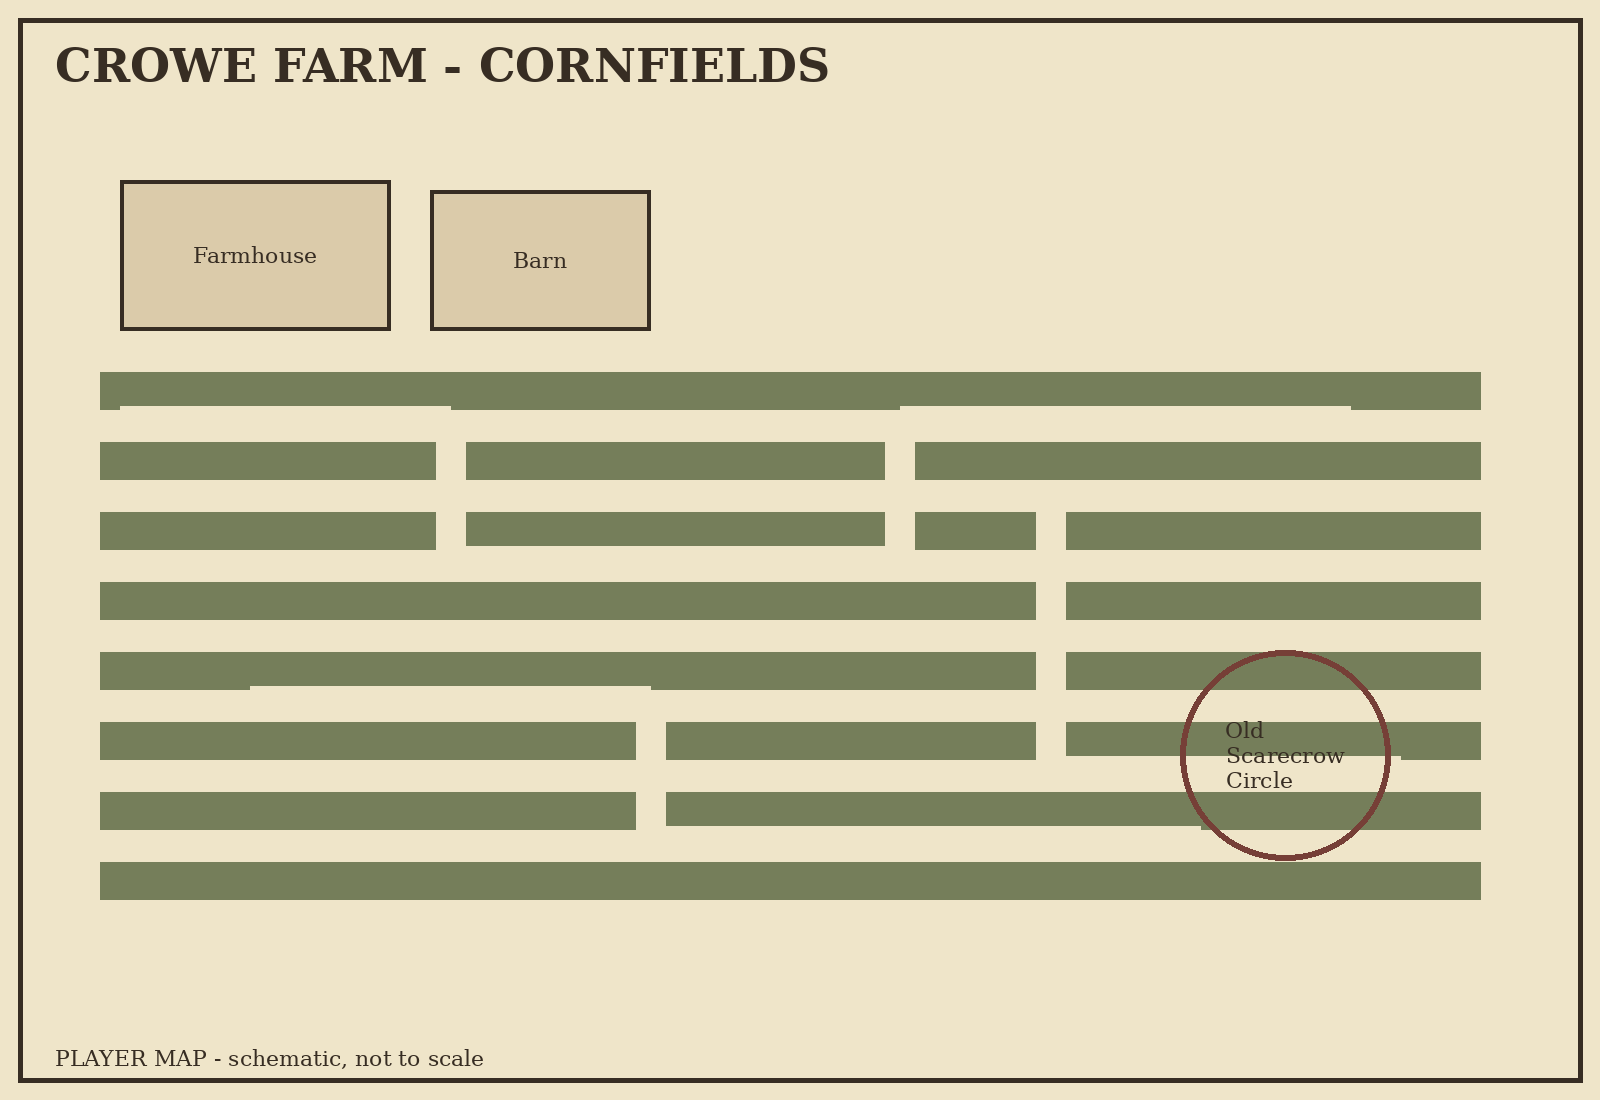 CROWE FARM - CORNFIELDS
Farmhouse
Barn
Old
Scarecrow
Circle
PLAYER MAP - schematic, not to scale